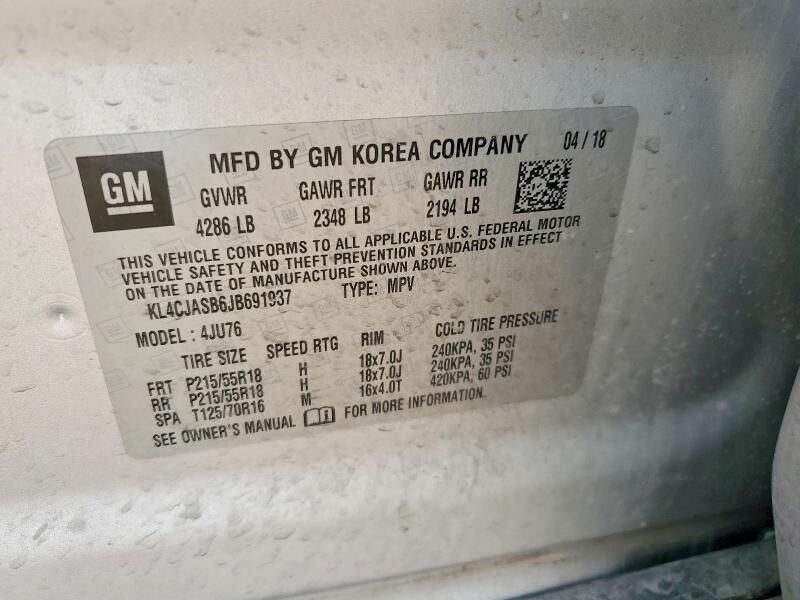 GM
MFD BY GM KOREA COMPANY 04 / 18
GVWR GAWR FRT GAWR RR
4286 LB 2348 LB 2194 LB
THIS VEHICLE CONFORMS TO ALL APPLICABLE U.S. FEDERAL MOTOR
VEHICLE SAFETY AND THEFT PREVENTION STANDARDS IN EFFECT
ON THE DATE OF MANUFACTURE SHOWN ABOVE.
KL4CJASB6JB691937 TYPE: MPV
MODEL : 4JU76
TIRE SIZE SPEED RTG RIM COLD TIRE PRESSURE
FRT P215/55R18 H 18x7.0J 240KPA, 35 PSI
RR P215/55R18 H 18x7.0J 240KPA, 35 PSI
SPA T125/70R16 M 16x4.0T 420KPA, 60 PSI
SEE OWNER'S MANUAL FOR MORE INFORMATION.